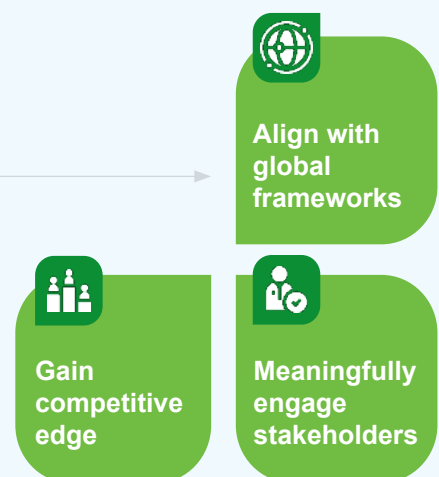 Align with
global
frameworks
Gain
competitive
edge
Meaningfully
engage
stakeholders